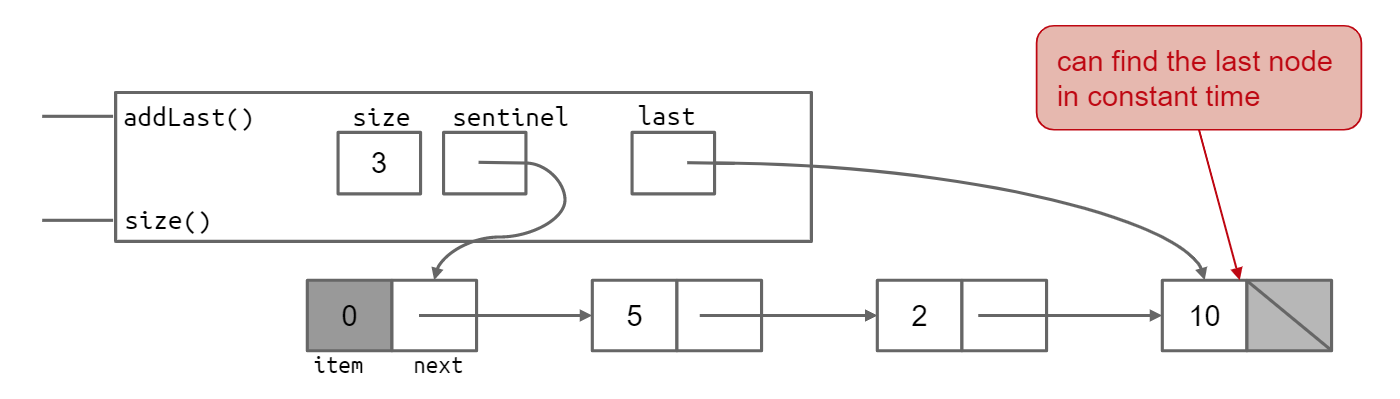 can find the last node
in constant time
addLast()
size
sentinel
last
3
size()
0
5
2
10
item
next